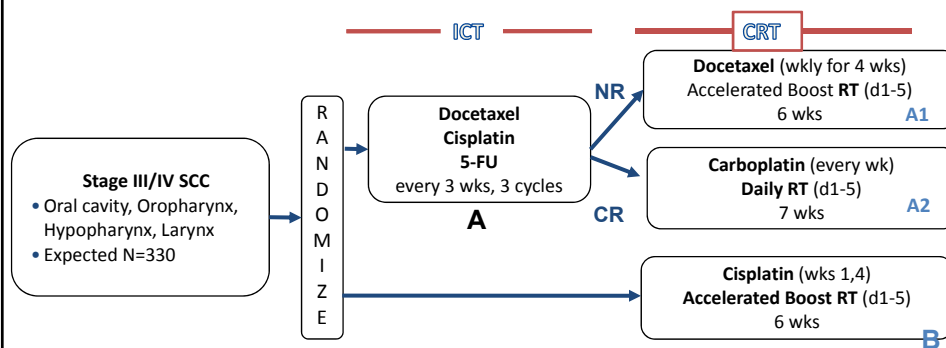 ICT
CRT
Stage III/IV SCC
• Oral cavity, Oropharynx,
Hypopharynx, Larynx
• Expected N=330
R
A
N
D
O
M
I
Z
E
Docetaxel
Cisplatin
5-FU
every 3 wks, 3 cycles
A
NR
CR
Docetaxel (wkly for 4 wks)
Accelerated Boost RT (d1-5)
6 wks
A1
Carboplatin (every wk)
Daily RT (d1-5)
7 wks
A2
Cisplatin (wks 1,4)
Accelerated Boost RT (d1-5)
6 wks
B